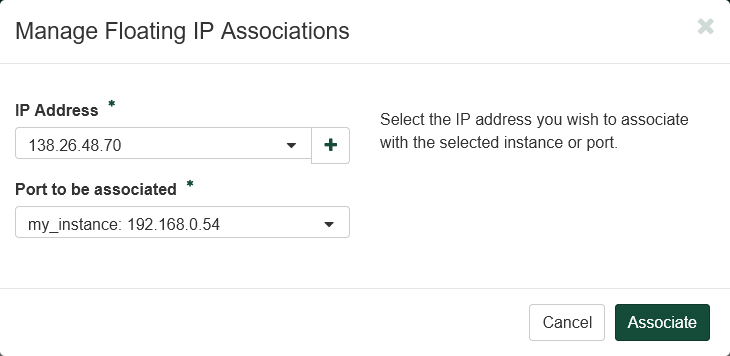 Manage Floating IP Associations
×
IP Address *
138.26.48.70
+
Port to be associated *
my_instance: 192.168.0.54
Select the IP address you wish to associate
with the selected instance or port.
Cancel
Associate